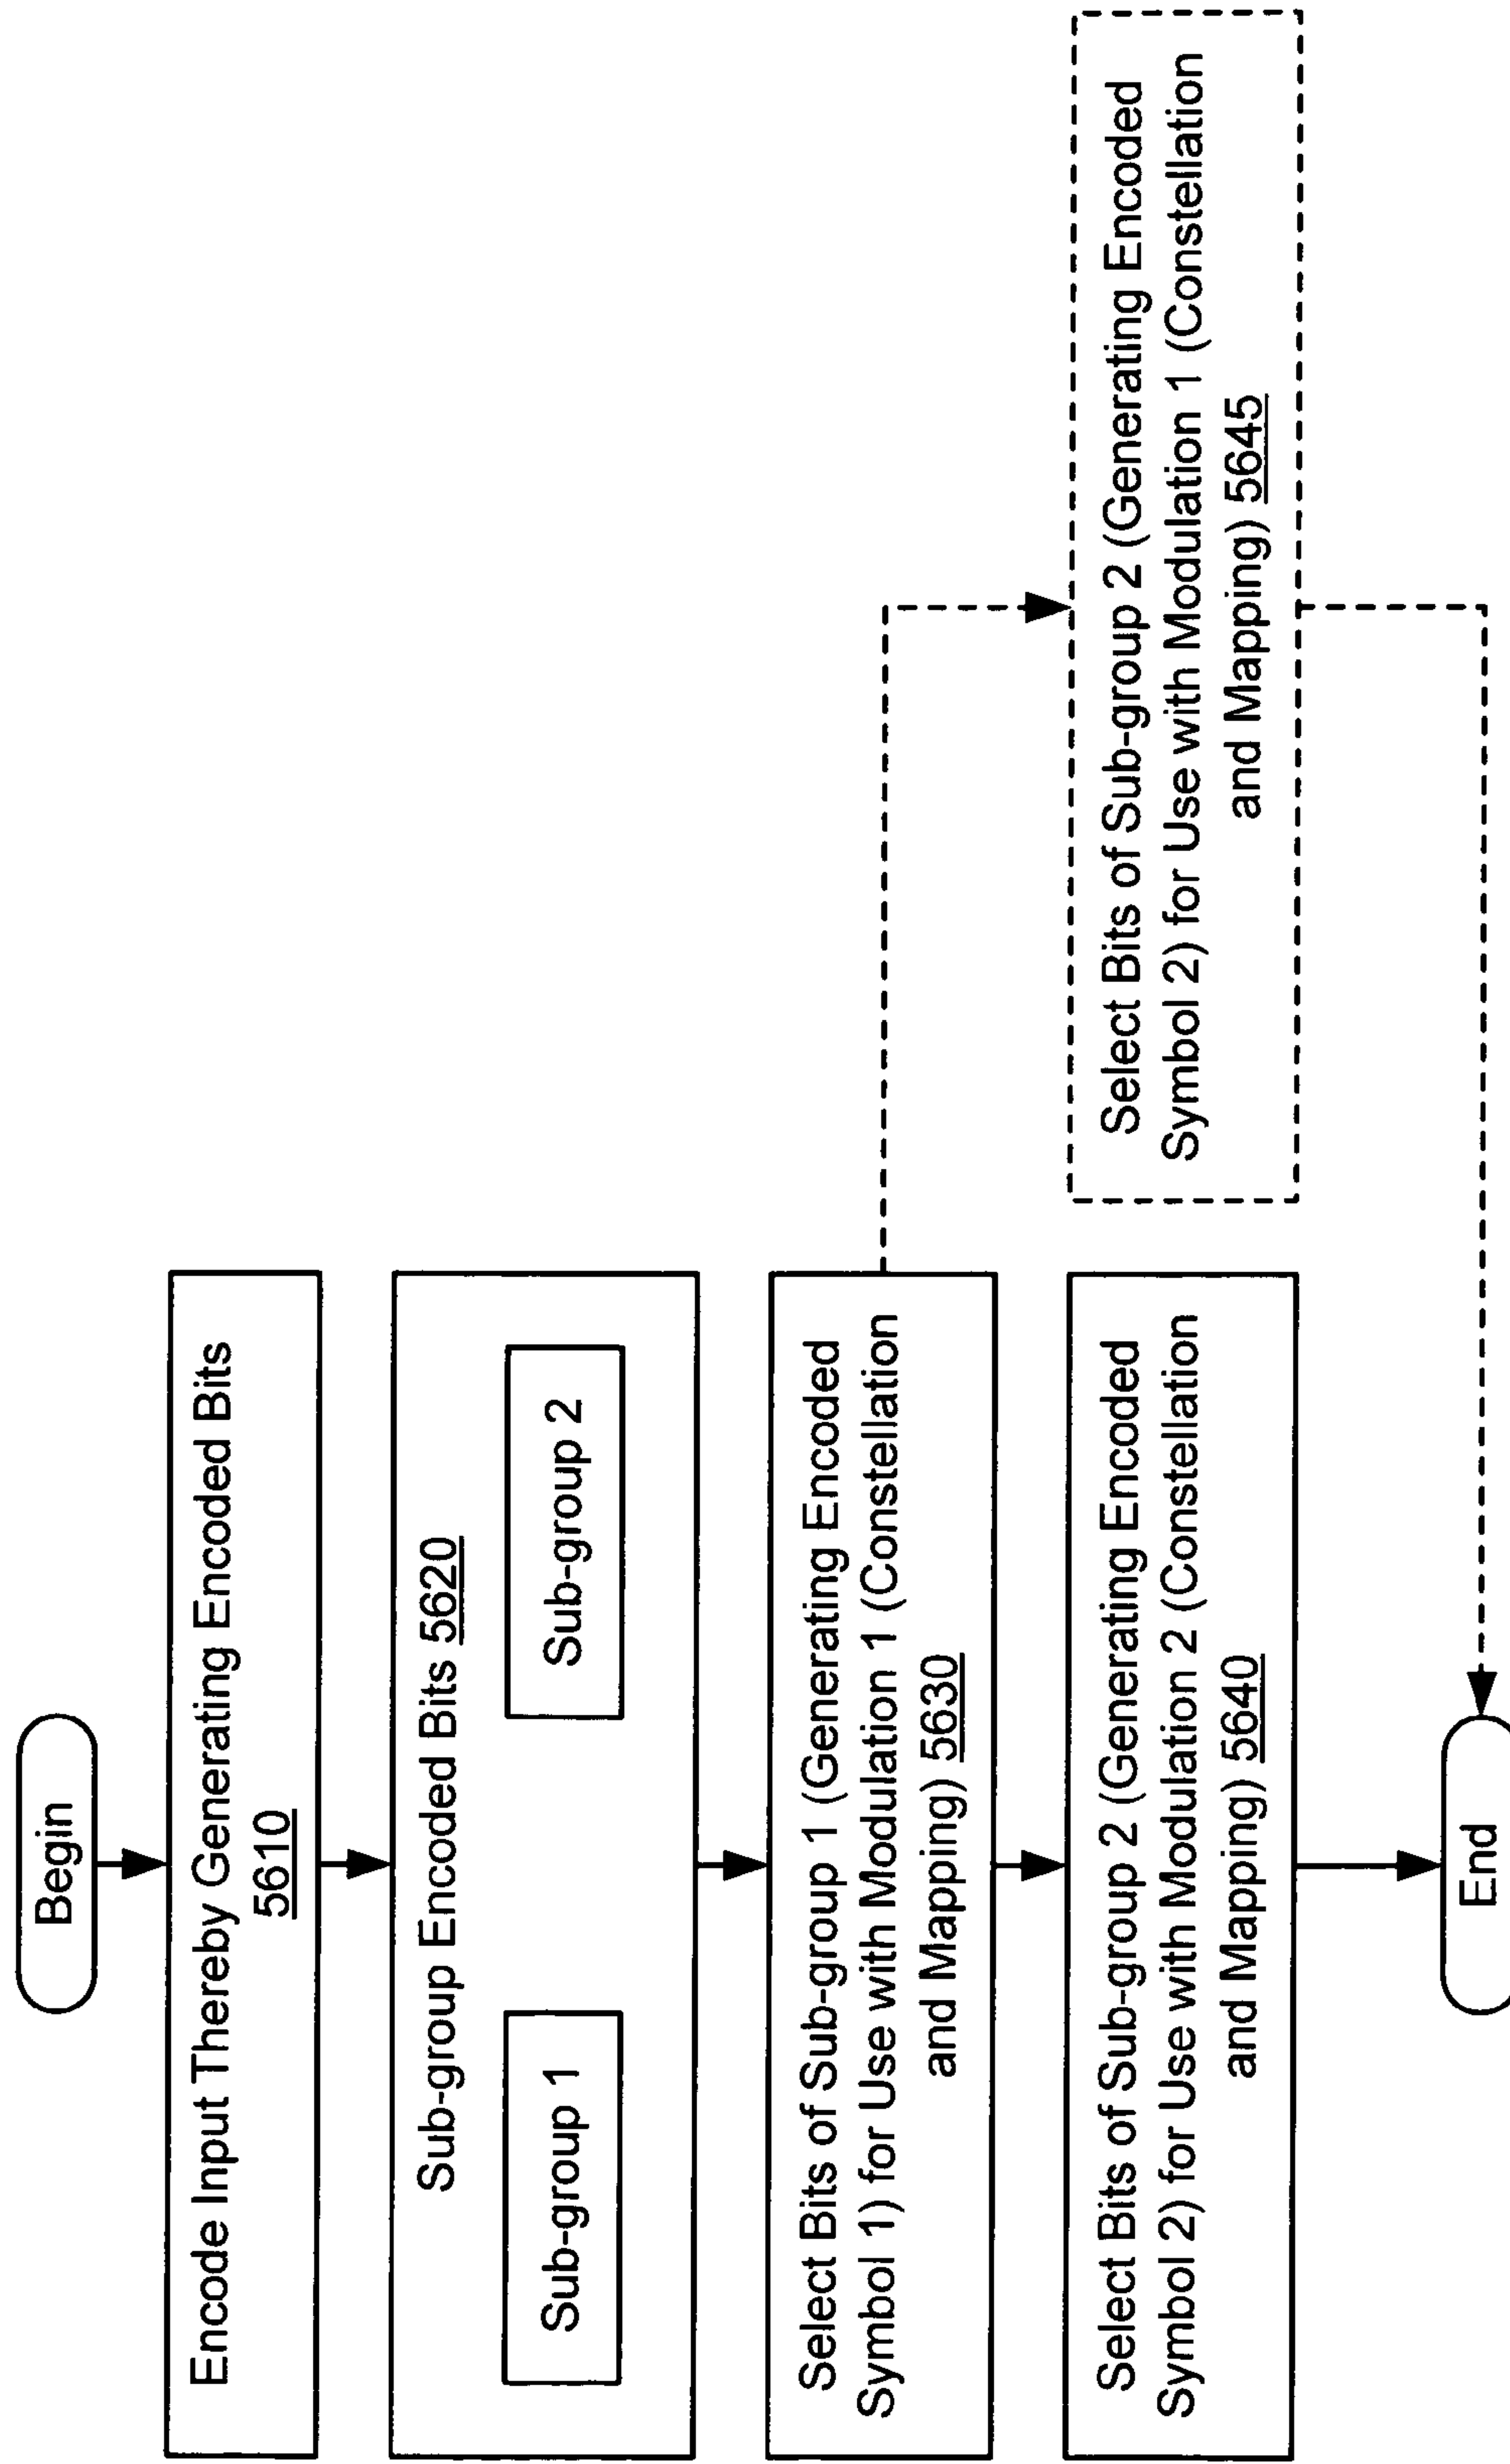 Begin
Encode Input Thereby Generating Encoded Bits
5610
Sub-group Encoded Bits 5620
Sub-group 1
Sub-group 2
Select Bits of Sub-group 1 (Generating Encoded
Symbol 1) for Use with Modulation 1 (Constellation
and Mapping) 5630
Select Bits of Sub-group 2 (Generating Encoded
Symbol 2) for Use with Modulation 2 (Constellation
and Mapping) 5640
Select Bits of Sub-group 2 (Generating Encoded
Symbol 2) for Use with Modulation 1 (Constellation
and Mapping) 5645
End